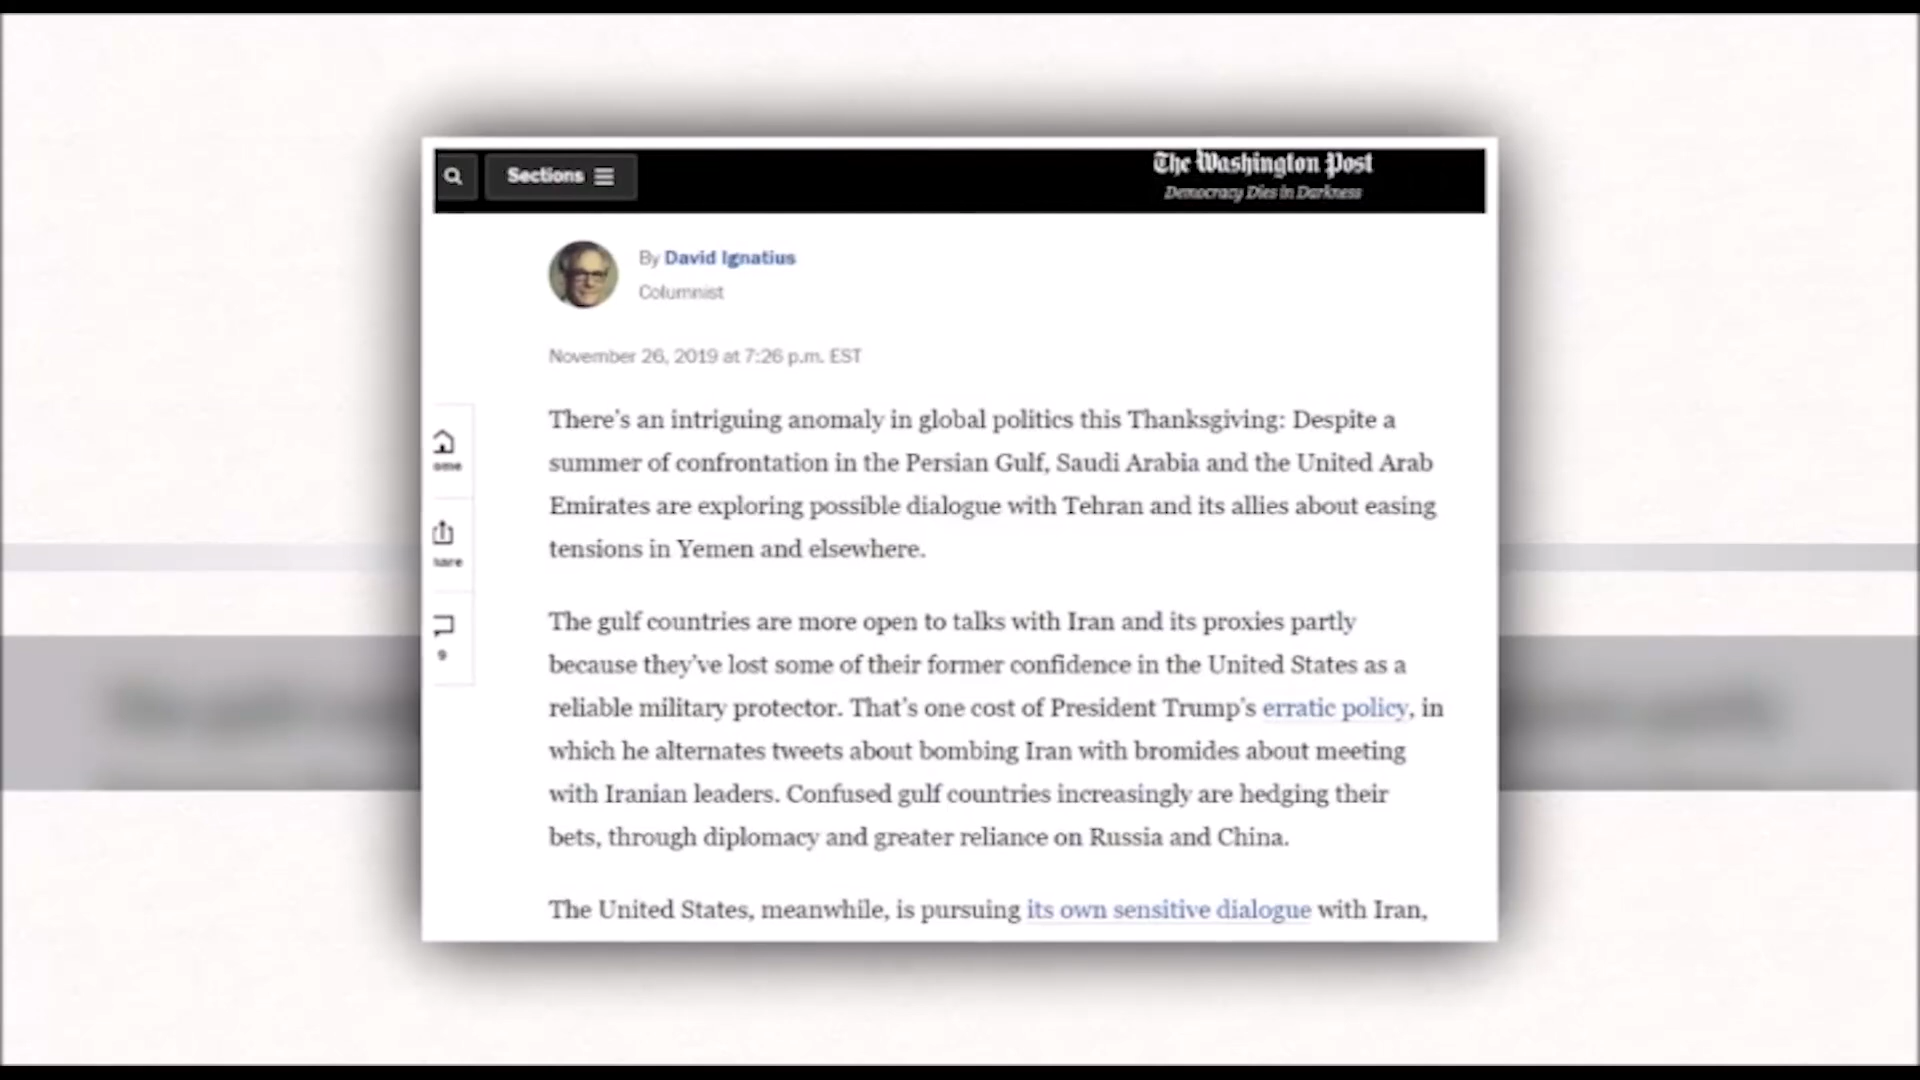 Sections
The Washington Post
Democracy Dies in Darkness
By David Ignatius
Columnist
November 26, 2019 at 7:26 p.m. EST
There's an intriguing anomaly in global politics this Thanksgiving: Despite a
summer of confrontation in the Persian Gulf, Saudi Arabia and the United Arab
Emirates are exploring possible dialogue with Tehran and its allies about easing
tensions in Yemen and elsewhere.
ome
hare
9
The gulf countries are more open to talks with Iran and its proxies partly
because they've lost some of their former confidence in the United States as a
reliable military protector. That's one cost of President Trump's erratic policy, in
which he alternates tweets about bombing Iran with bromides about meeting
with Iranian leaders. Confused gulf countries increasingly are hedging their
bets, through diplomacy and greater reliance on Russia and China.
The United States, meanwhile, is pursuing its own sensitive dialogue with Iran,